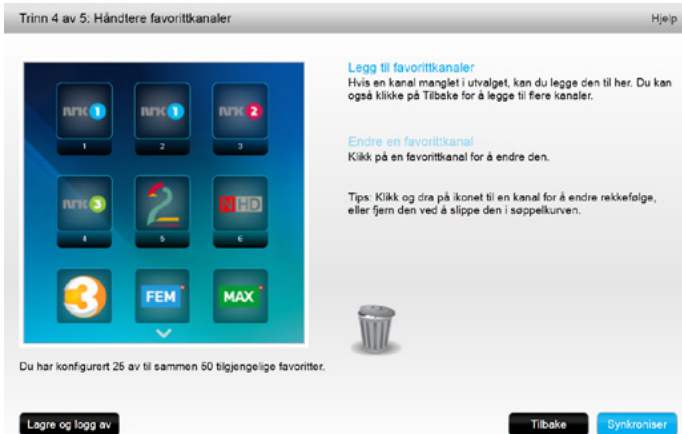 Trinn 4 av 5: Håndtere favorittkanaler
Hjelp
nrk 1
nrk 1
nrk 2
1
2
3
nrk 3
2
N HD
4
5
6
3
FEM
MAX
Legg til favorittkanaler
Hvis en kanal manglet i utvalget, kan du legge den til her. Du kan
også klikke på Tilbake for å legge til flere kanaler.
Endre en favorittkanal
Klikk på en favorittkanal for å endre den.
Tips: Klikk og dra på ikonet til en kanal for å endre rekkefølge,
eller fjern den ved å slippe den i søppelkurven.
Du har konfigurert 25 av til sammen 50 tilgjengelige favoritter.
Lagre og logg av
Tilbake
Synkroniser